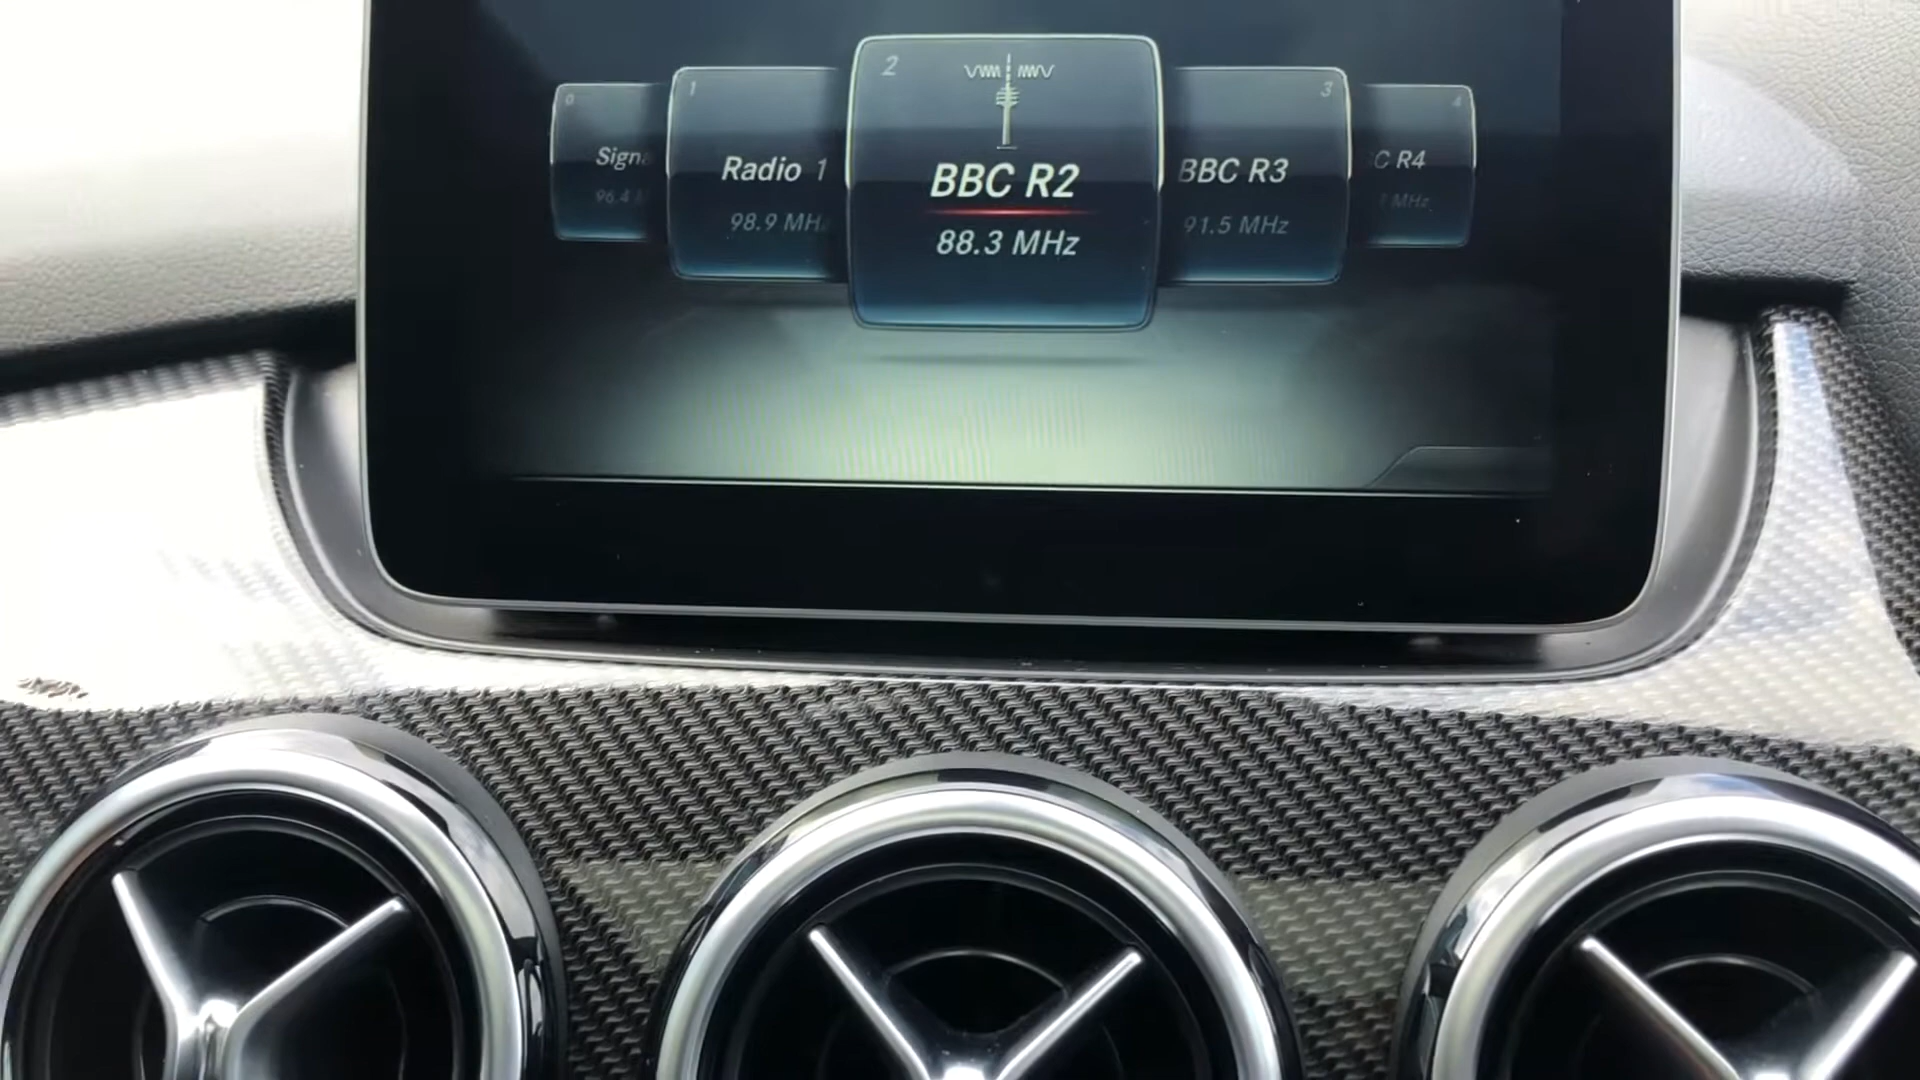 0
Signa
96.4 M
1
Radio 1
98.9 MHz
2
BBC R2
88.3 MHz
3
BBC R3
91.5 MHz
4
C R4
MHz